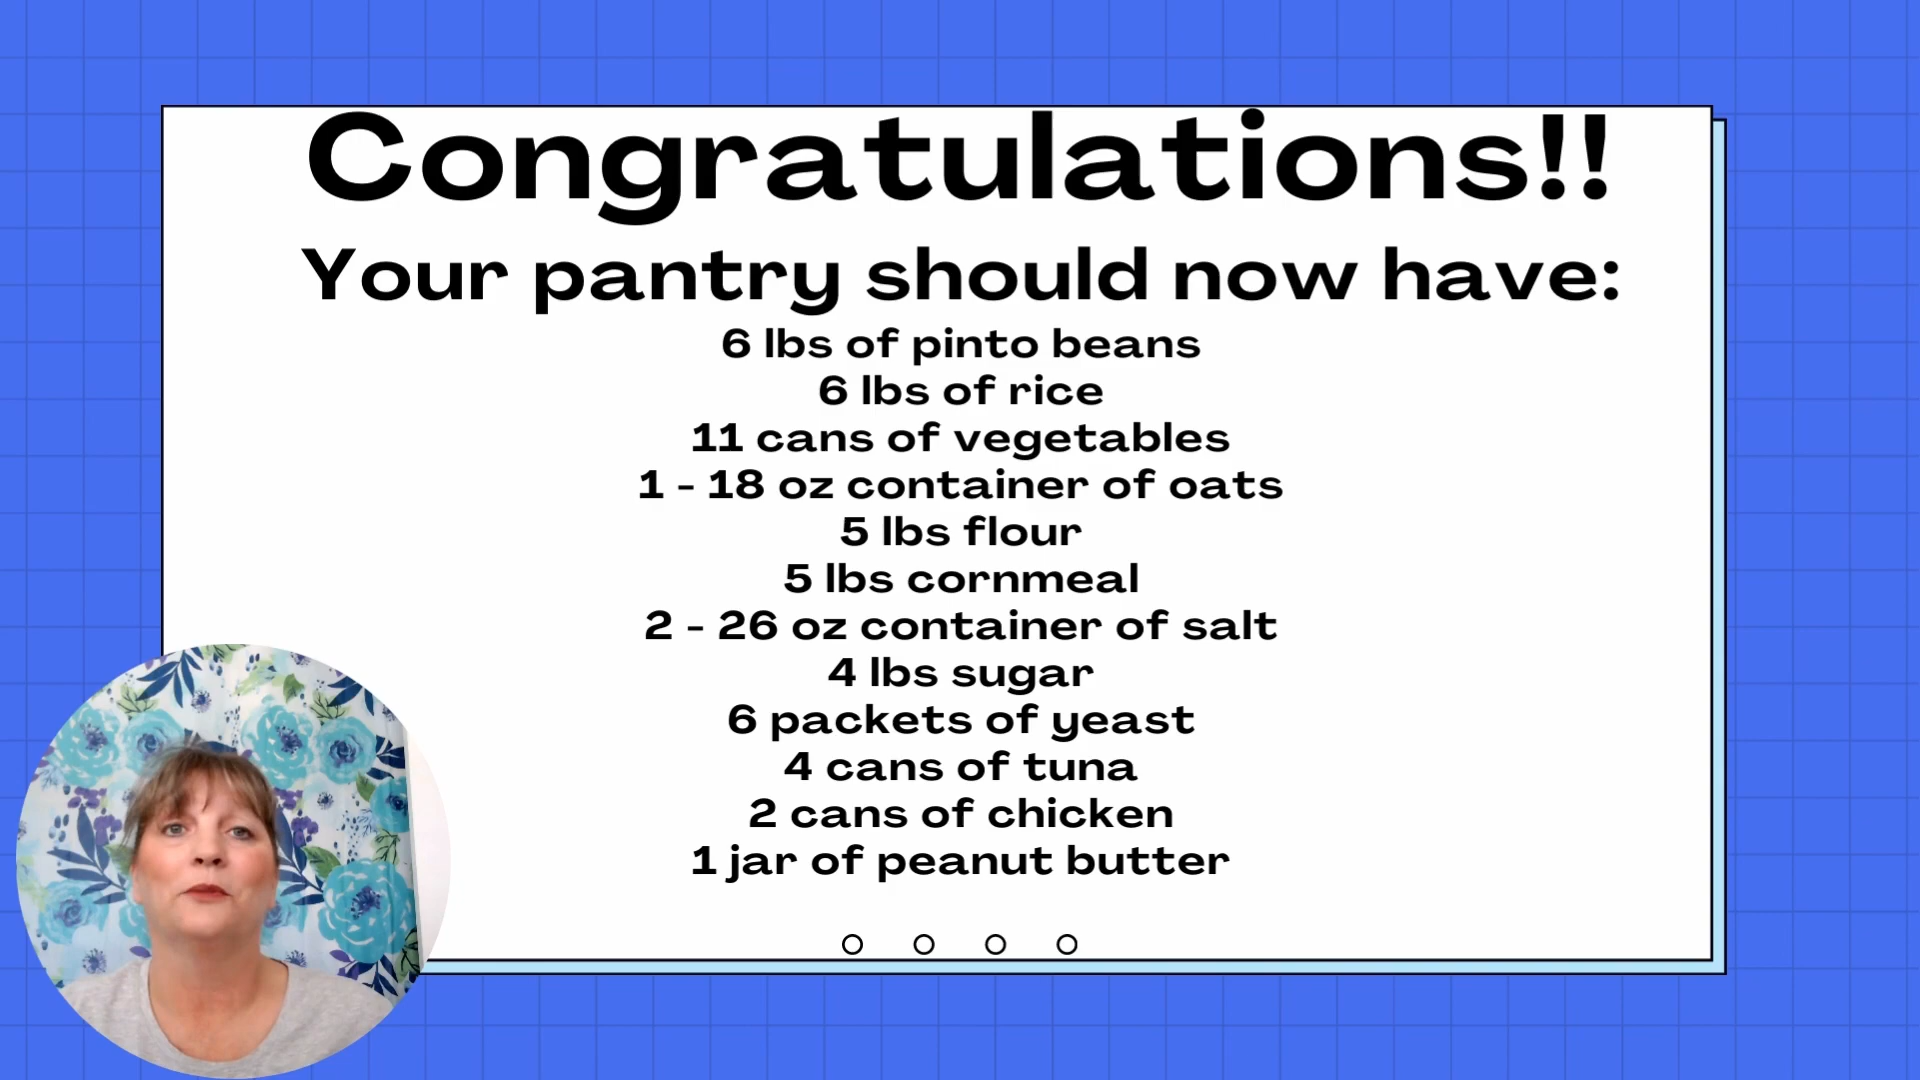 Congratulations!!
Your pantry should now have:
6 lbs of pinto beans
6 lbs of rice
11 cans of vegetables
1 - 18 oz container of oats
5 lbs flour
5 lbs cornmeal
2 - 26 oz container of salt
4 lbs sugar
6 packets of yeast
4 cans of tuna
2 cans of chicken
1 jar of peanut butter